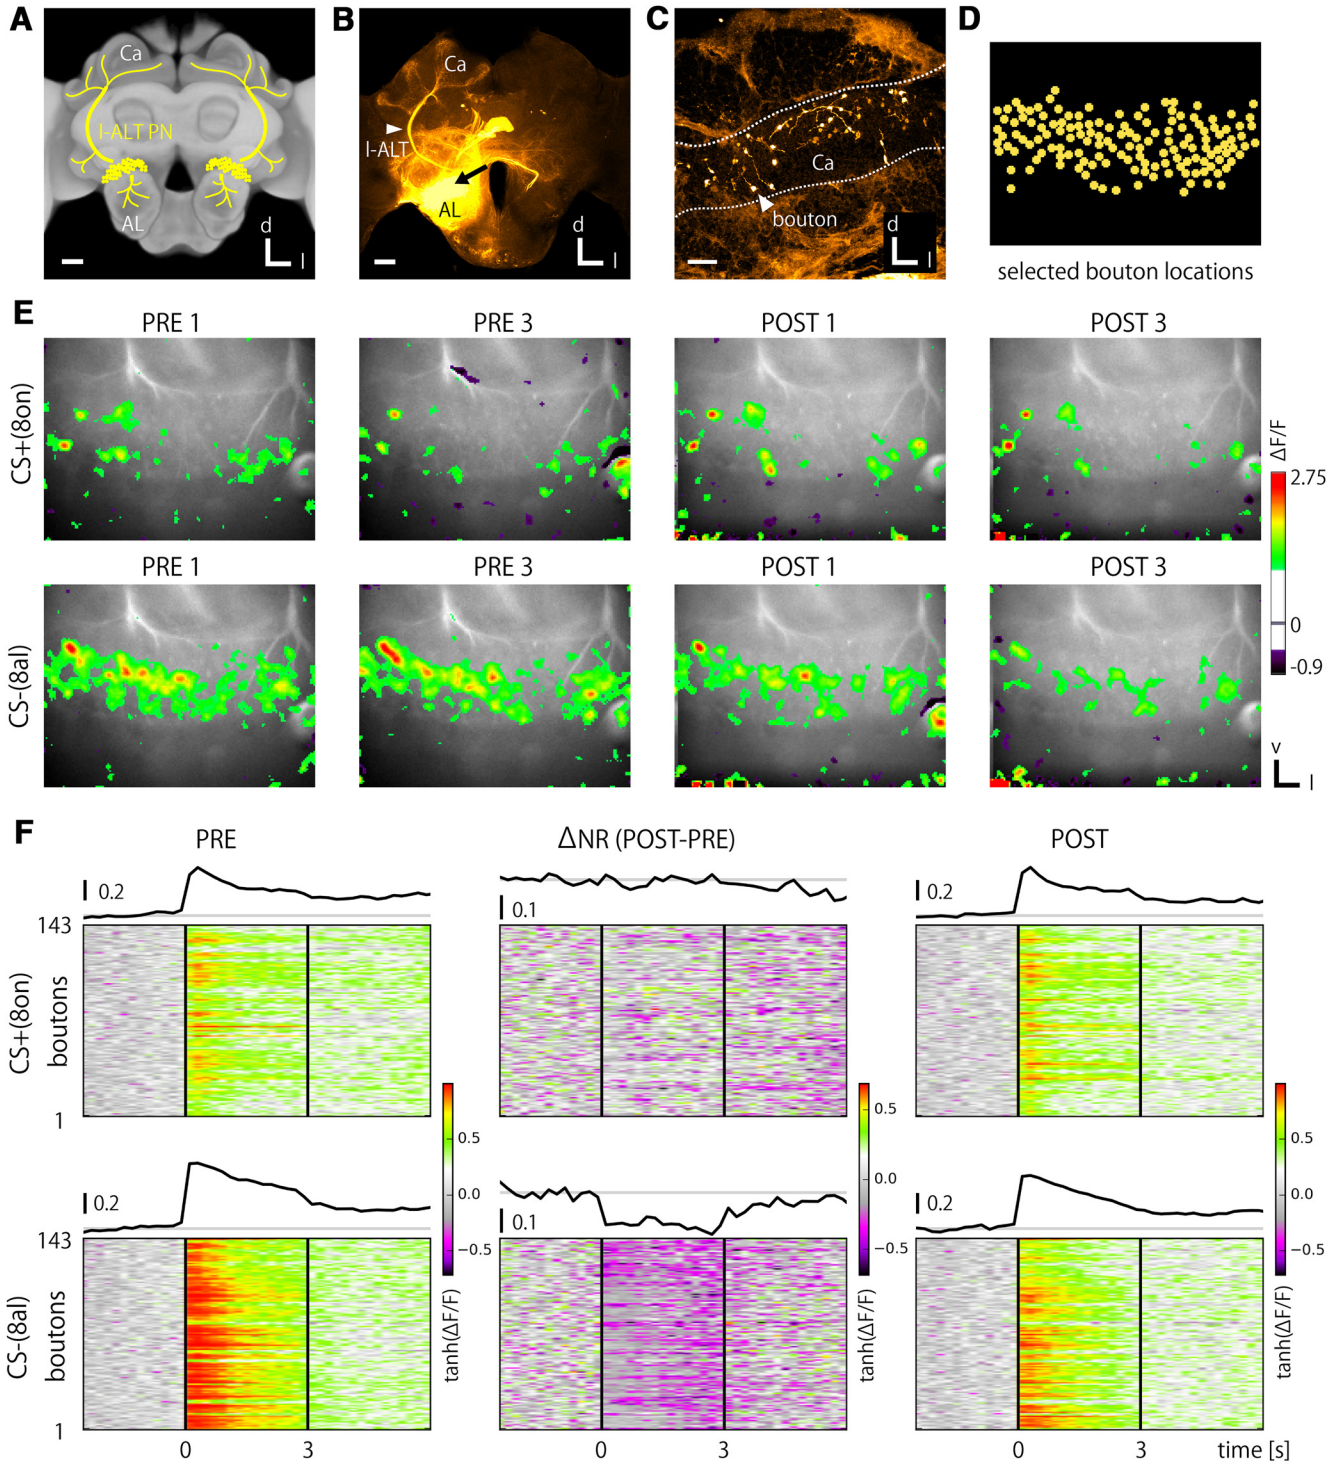 A
B
C
D
Ca
l-ALT PN
AL
d
l
Ca
l-ALT
AL
d
l
Ca
bouton
d
l
selected bouton locations
E
PRE 1
PRE 3
POST 1
POST 3
CS+(8on)
ΔF/F
2.75
0
-0.9
PRE 1
PRE 3
POST 1
POST 3
CS-(8al)
v
l
F
PRE
ΔNR (POST-PRE)
POST
0.2
0.1
0.2
CS+(8on)
boutons
143
1
0.5
0.0
−0.5
tanh(ΔF/F)
0.5
0.0
−0.5
tanh(ΔF/F)
0.5
0.0
−0.5
tanh(ΔF/F)
0.2
0.1
0.2
CS-(8al)
boutons
143
1
0
3
0
3
0
3
time [s]